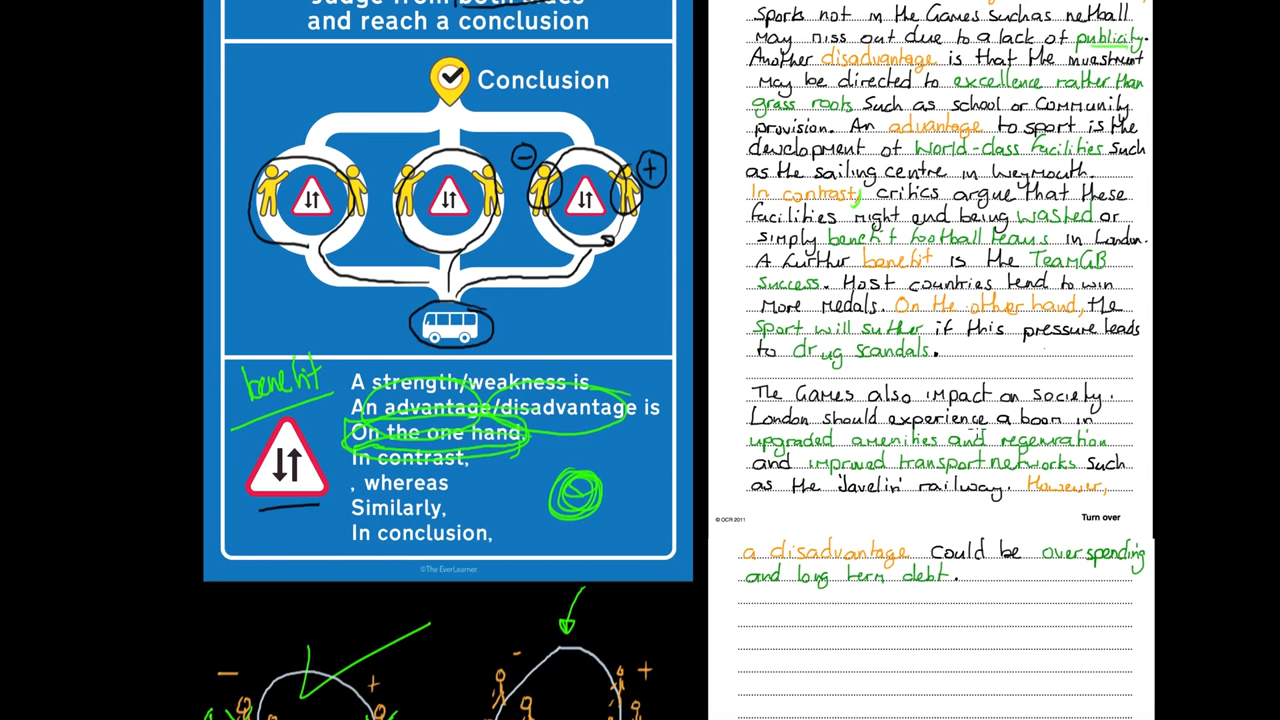 Judge from both sides
and reach a conclusion
Conclusion
-
+
benefit
A strength/weakness is
An advantage/disadvantage is
On the one hand,
In contrast,
, whereas
Similarly,
In conclusion,
©The EverLearner
-
+
-
+
Sports not in the Games such as netball
may miss out due to a lack of publicity.
Another disadvantage is that the investment
may be directed to excellence rather than
grass roots such as school or community
provision. An advantage to sport is the
development of world-class facilities such
as the sailing centre in Weymouth.
In contrast, critics argue that these
facilities might end being wasted or
simply benefit football teams in London.
A further benefit is the TeamGB
success. Host countries tend to win
more medals. On the other hand, the
sport will suffer if this pressure leads
to drug scandals.
The Games also impact on society.
London should experience a boom in
upgraded amenities and regenration
and improved transport networks such
as the 'Javelin' railway. However,
© OCR 2011
Turn over
a disadvantage could be overspending
and long term debt.